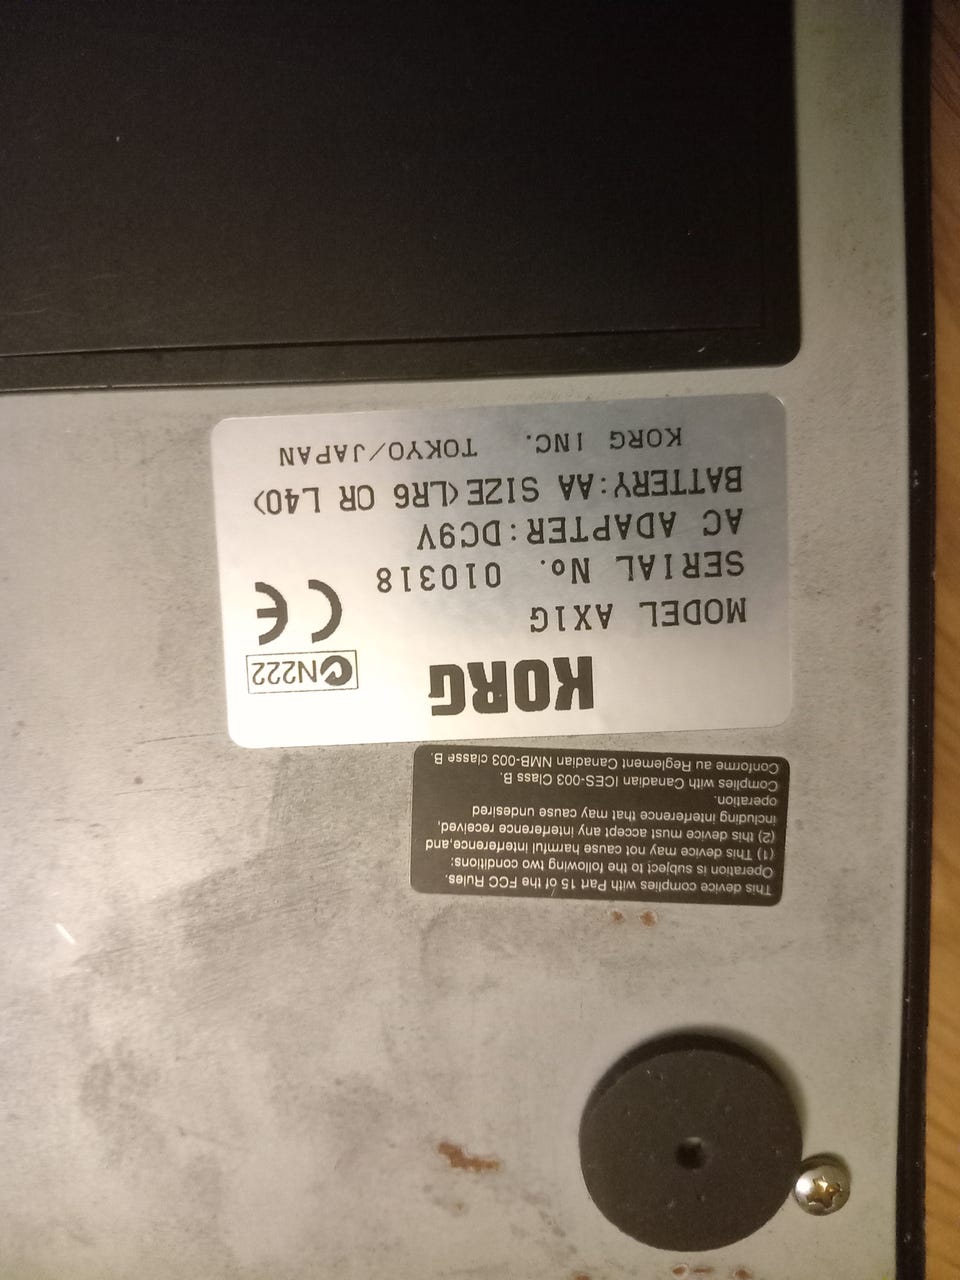 This device complies with Part 15 of the FCC Rules.
Operation is subject to the following two conditions:
(1) This device may not cause harmful interference,and
(2) this device must accept any interference received,
including interference that may cause undesired
operation.
Complies with Canadian ICES-003 Class B.
Conforme au Réglement Canadien NMB-003 classe B.
KORG
N222
MODEL AX1G
CE
SERIAL No. 010318
AC ADAPTER:DC9V
BATTERY:AA SIZE(LR6 OR L40)
KORG INC. TOKYO/JAPAN